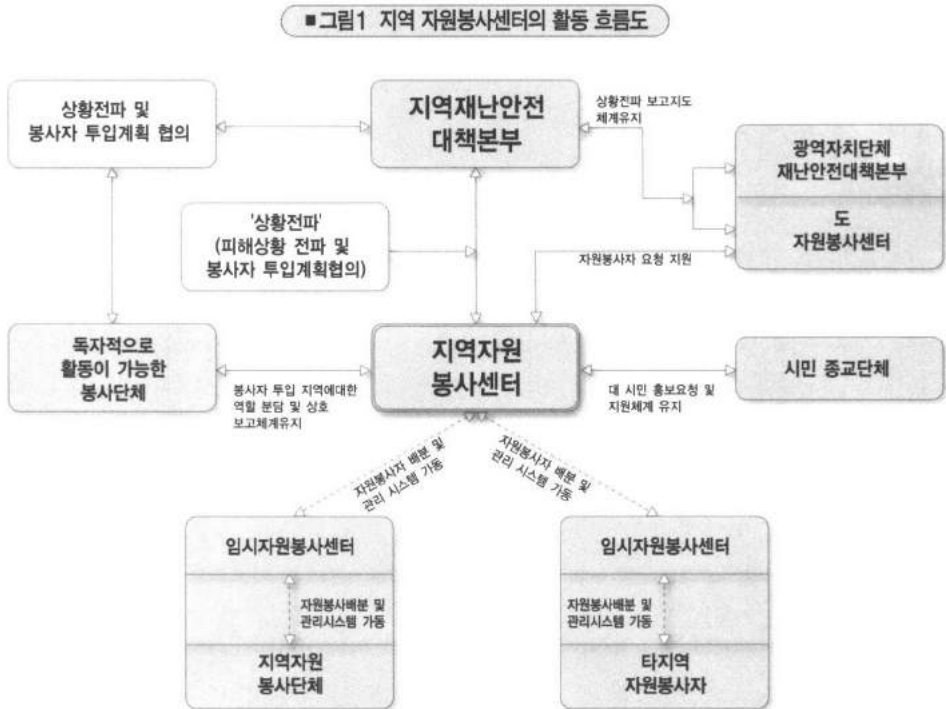 ■그림1 지역 자원봉사센터의 활동 흐름도
상황전파 및
봉사자 투입계획 협의
지역재난안전
대책본부
상황전파 보고지도
체계유지
광역자치단체
재난안전대책본부
도
자원봉사센터
'상황전파'
(피해상황 전파 및
봉사자 투입계획협의)
자원봉사자 요청 지원
독자적으로
활동이 가능한
봉사단체
봉사자 투입 지역에대한
역할 분담 및 상호
보고체계유지
지역자원
봉사센터
대 시민 홍보요청 및
지원체계 유지
시민 종교단체
자원봉사자 배분 및
관리 시스템 가동
자원봉사자 배분 및
관리 시스템 가동
임시자원봉사센터
자원봉사배분 및
관리시스템 가동
지역자원
봉사단체
임시자원봉사센터
자원봉사배분 및
관리시스템 가동
타지역
자원봉사자